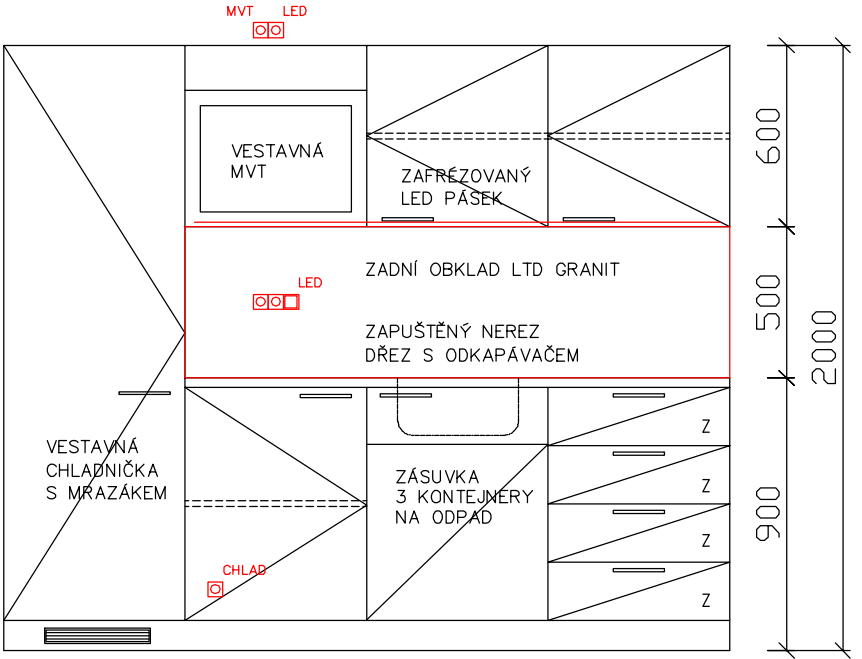 MVT LED
VESTAVNÁ
MVT
ZAFRÉZOVANÝ
LED PÁSEK
600
ZADNÍ OBKLAD LTD GRANIT
LED
500
ZAPUŠTĚNÝ NEREZ
DŘEZ S ODKAPÁVAČEM
2000
VESTAVNÁ
CHLADNIČKA
S MRAZÁKEM
ZÁSUVKA
3 KONTEJNERY
NA ODPAD
Z
Z
Z
Z
900
CHLAD